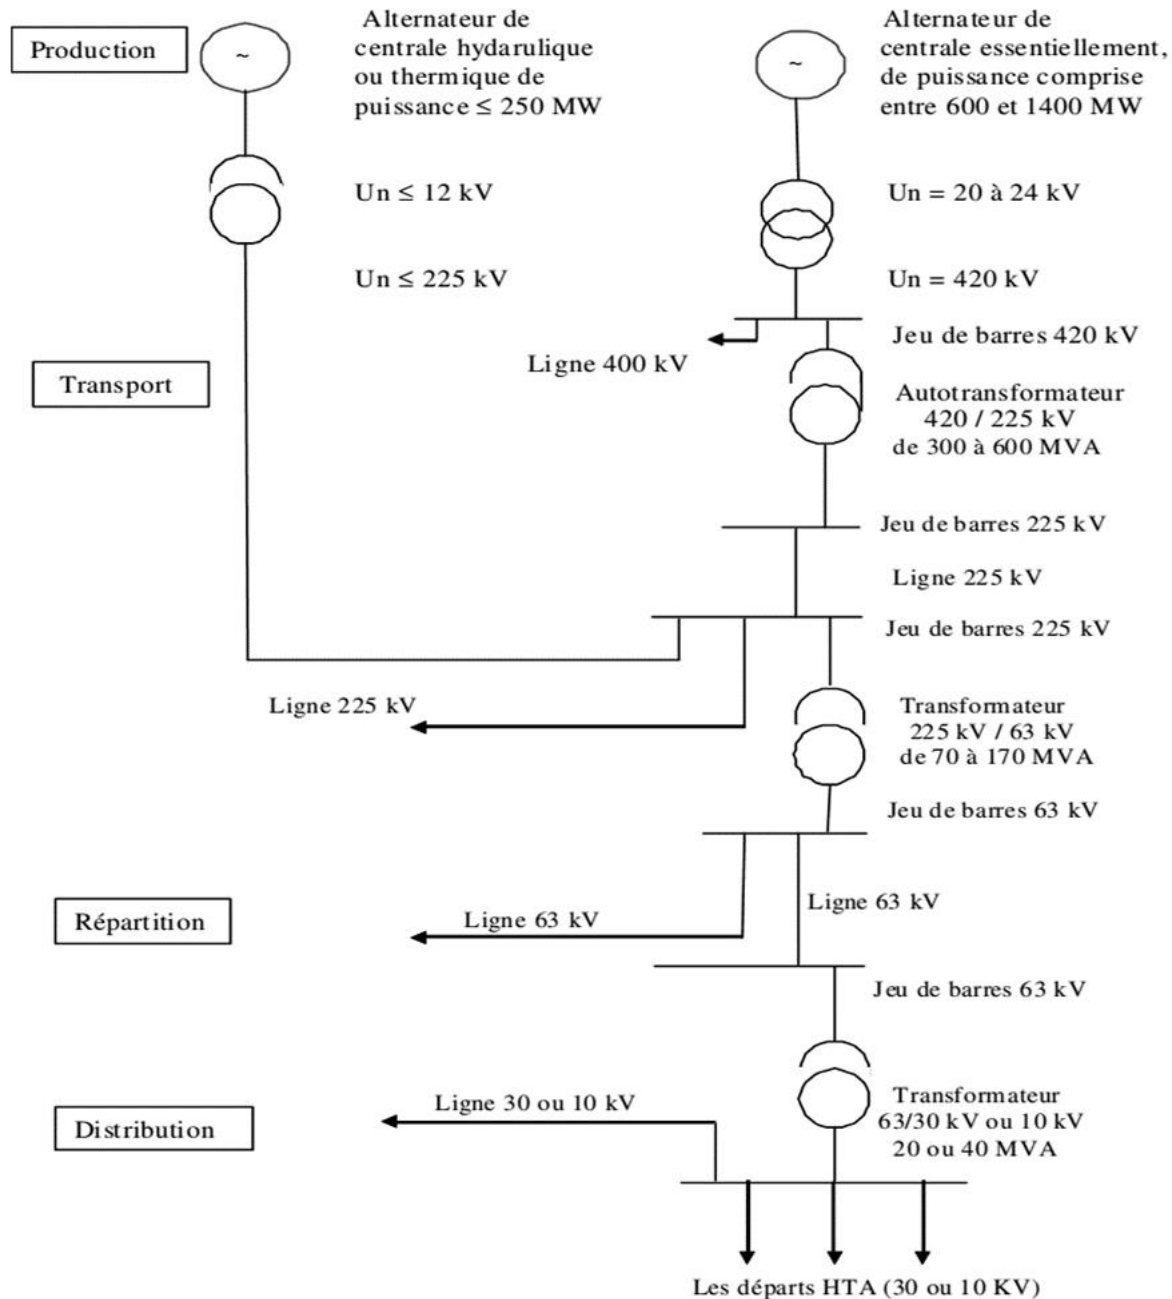 Production
~
Alternateur de
centrale hydarulique
ou thermique de
puissance ≤ 250 MW
~
Alternateur de
centrale essentiellement,
de puissance comprise
entre 600 et 1400 MW
Un ≤ 12 kV
Un = 20 à 24 kV
Un ≤ 225 kV
Un = 420 kV
Jeu de barres 420 kV
Ligne 400 kV
Transport
Autotransformateur
420 / 225 kV
de 300 à 600 MVA
Jeu de barres 225 kV
Ligne 225 kV
Jeu de barres 225 kV
Ligne 225 kV
Transformateur
225 kV / 63 kV
de 70 à 170 MVA
Jeu de barres 63 kV
Répartition
Ligne 63 kV
Ligne 63 kV
Jeu de barres 63 kV
Distribution
Ligne 30 ou 10 kV
Transformateur
63/30 kV ou 10 kV
20 ou 40 MVA
Les départs HTA (30 ou 10 KV)